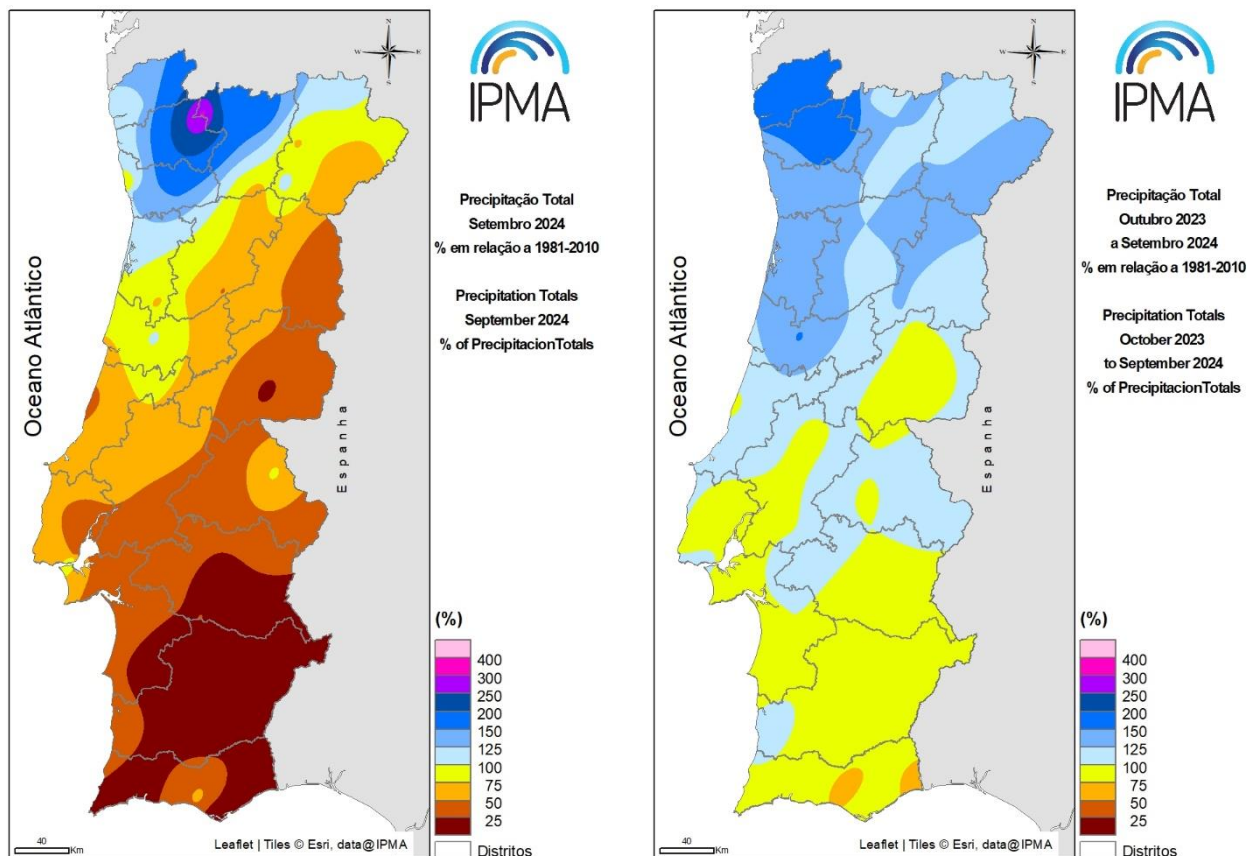 IPMA
Precipitação Total
Setembro 2024
% em relação a 1981-2010
Precipitation Totals
September 2024
% of PrecipitacionTotals
Oceano Atlântico
Espanha
N
W
E
S
(%)
400
300
250
200
150
125
100
75
50
25
Distritos
40
Km
Leaflet | Tiles © Esri, data@IPMA
IPMA
Precipitação Total
Outubro 2023
a Setembro 2024
% em relação a 1981-2010
Precipitation Totals
October 2023
to September 2024
% of PrecipitacionTotals
Oceano Atlântico
Espanha
N
W
E
S
(%)
400
300
250
200
150
125
100
75
50
25
Distritos
40
Km
Leaflet | Tiles © Esri, data@IPMA